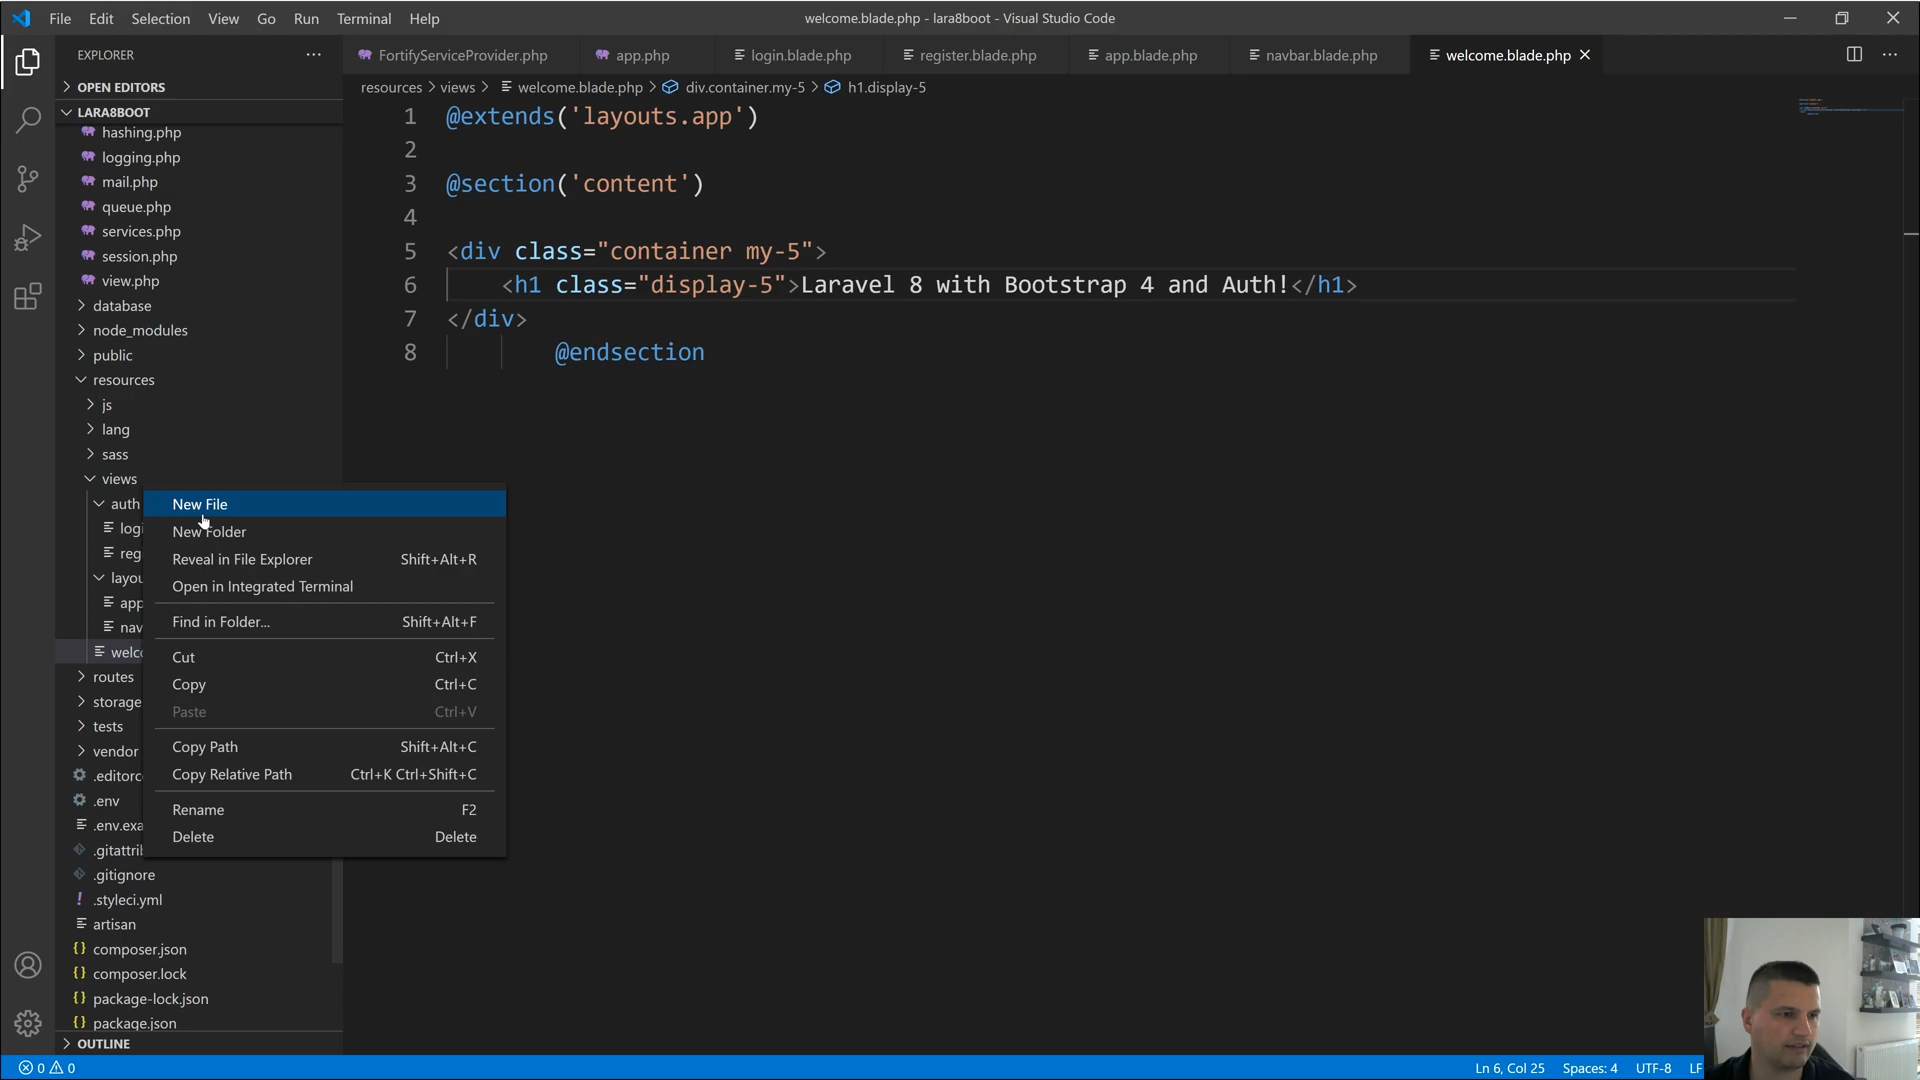 File Edit Selection View Go Run Terminal Help
welcome.blade.php - lara8boot - Visual Studio Code
EXPLORER
FortifyServiceProvider.php
app.php
login.blade.php
register.blade.php
app.blade.php
navbar.blade.php
welcome.blade.php
OPEN EDITORS
resources > views > welcome.blade.php > div.container.my-5 > h1.display-5
LARA8BOOT
hashing.php
logging.php
mail.php
queue.php
services.php
session.php
view.php
database
node_modules
public
resources
js
lang
sass
views
auth
logi
reg
layou
app
nav
welco
routes
storage
tests
vendor
.editorc
.env
.env.exa
.gitattrib
.gitignore
.styleci.yml
artisan
composer.json
composer.lock
package-lock.json
package.json
OUTLINE
1 @extends('layouts.app')
2
3 @section('content')
4
5 <div class="container my-5">
6 <h1 class="display-5">Laravel 8 with Bootstrap 4 and Auth!</h1>
7 </div>
8 @endsection
New File
New Folder
Reveal in File Explorer Shift+Alt+R
Open in Integrated Terminal
Find in Folder... Shift+Alt+F
Cut Ctrl+X
Copy Ctrl+C
Paste Ctrl+V
Copy Path Shift+Alt+C
Copy Relative Path Ctrl+K Ctrl+Shift+C
Rename F2
Delete Delete
0 0
Ln 6, Col 25 Spaces: 4 UTF-8 LF